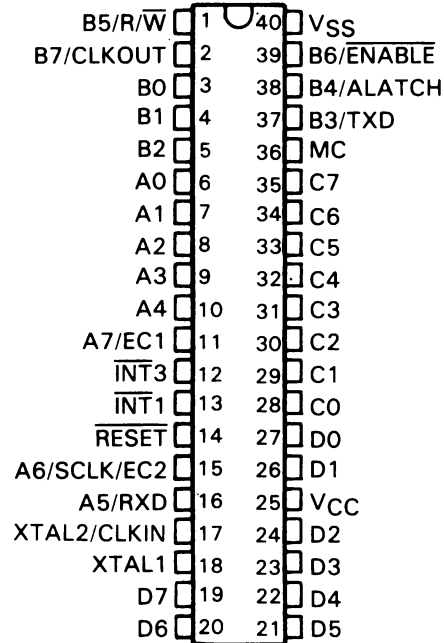 B5/R/W̅ 1 40 VSS
B7/CLKOUT 2 39 B6/E̅N̅A̅B̅L̅E̅
B0 3 38 B4/ALATCH
B1 4 37 B3/TXD
B2 5 36 MC
A0 6 35 C7
A1 7 34 C6
A2 8 33 C5
A3 9 32 C4
A4 10 31 C3
A7/EC1 11 30 C2
I̅N̅T̅3 12 29 C1
I̅N̅T̅1 13 28 C0
R̅E̅S̅E̅T̅ 14 27 D0
A6/SCLK/EC2 15 26 D1
A5/RXD 16 25 VCC
XTAL2/CLKIN 17 24 D2
XTAL1 18 23 D3
D7 19 22 D4
D6 20 21 D5